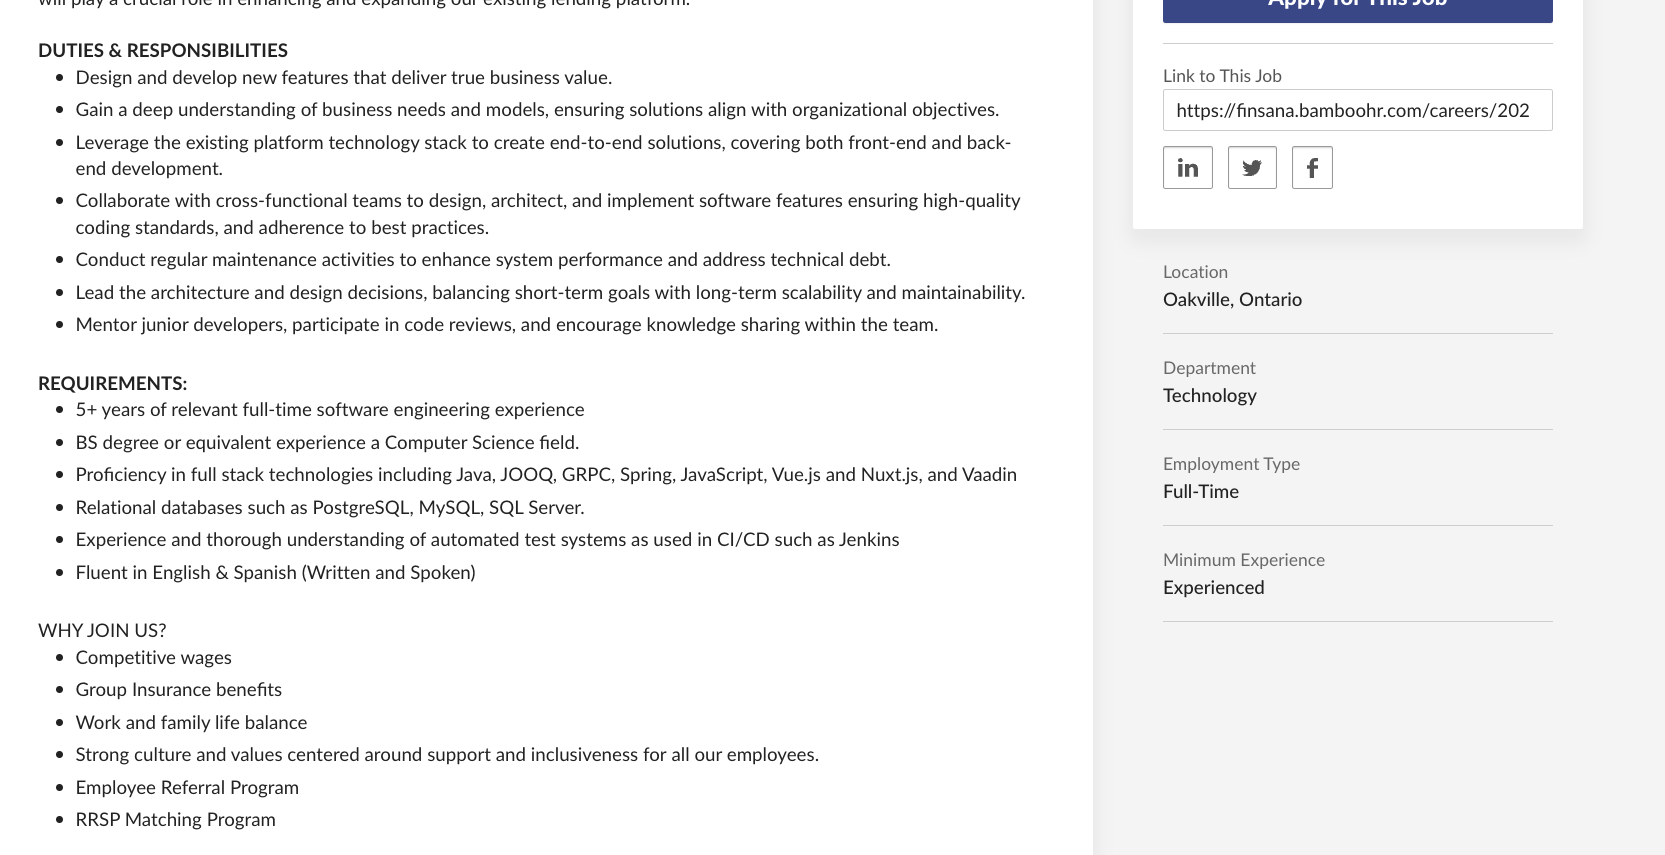 will play a crucial role in enhancing and expanding our existing lending platform.
DUTIES & RESPONSIBILITIES
Design and develop new features that deliver true business value.
Gain a deep understanding of business needs and models, ensuring solutions align with organizational objectives.
Leverage the existing platform technology stack to create end-to-end solutions, covering both front-end and back-
end development.
Collaborate with cross-functional teams to design, architect, and implement software features ensuring high-quality
coding standards, and adherence to best practices.
Conduct regular maintenance activities to enhance system performance and address technical debt.
Lead the architecture and design decisions, balancing short-term goals with long-term scalability and maintainability.
Mentor junior developers, participate in code reviews, and encourage knowledge sharing within the team.
REQUIREMENTS:
5+ years of relevant full-time software engineering experience
BS degree or equivalent experience a Computer Science field.
Proficiency in full stack technologies including Java, JOOQ, GRPC, Spring, JavaScript, Vue.js and Nuxt.js, and Vaadin
Relational databases such as PostgreSQL, MySQL, SQL Server.
Experience and thorough understanding of automated test systems as used in CI/CD such as Jenkins
Fluent in English & Spanish (Written and Spoken)
WHY JOIN US?
Competitive wages
Group Insurance benefits
Work and family life balance
Strong culture and values centered around support and inclusiveness for all our employees.
Employee Referral Program
RRSP Matching Program
Apply for This Job
Link to This Job
https://finsana.bamboohr.com/careers/202
in
f
Location
Oakville, Ontario
Department
Technology
Employment Type
Full-Time
Minimum Experience
Experienced